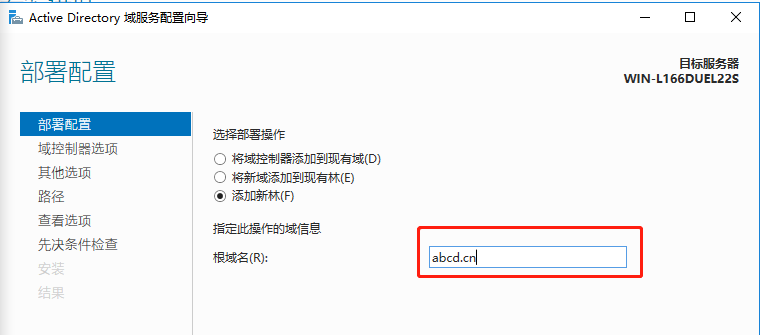 Active Directory 域服务配置向导
部署配置
目标服务器
WIN-L166DUEL22S
部署配置
域控制器选项
其他选项
路径
查看选项
先决条件检查
安装
结果
选择部署操作
将域控制器添加到现有域(D)
将新域添加到现有林(E)
添加新林(F)
指定此操作的域信息
根域名(R):
abcd.cn